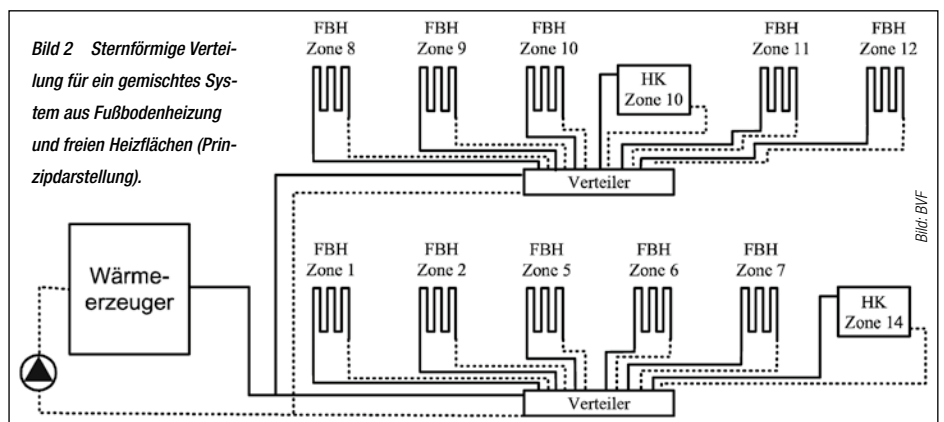 Bild 2 Sternförmige Vertei-
lung für ein gemischtes Sys-
tem aus Fußbodenheizung
und freien Heizflächen (Prin-
zipdarstellung).
FBH
Zone 8
FBH
Zone 9
FBH
Zone 10
HK
Zone 10
FBH
Zone 11
FBH
Zone 12
Verteiler
Bild: BVF
Wärme-
erzeuger
FBH
Zone 1
FBH
Zone 2
FBH
Zone 5
FBH
Zone 6
FBH
Zone 7
HK
Zone 14
Verteiler